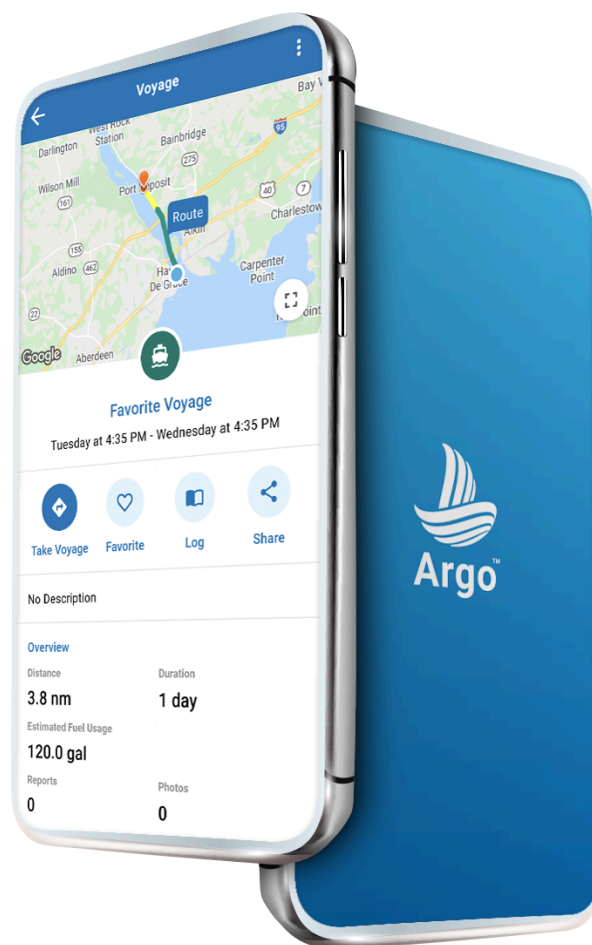 Voyage
Bay V
West Rock
Station
Darlington
Bainbridge
95
275
Wilson Mill
Port Deposit
161
40
7
Route
Charlestow
Aikin
155
Aldino
462
Carpenter
Point
De Grace
22
Google
Aberdeen
Favorite Voyage
Tuesday at 4:35 PM - Wednesday at 4:35 PM
Take Voyage
Favorite
Log
Share
No Description
Overview
Distance
Duration
3.8 nm
1 day
Estimated Fuel Usage
120.0 gal
Reports
Photos
0
0
Argo™